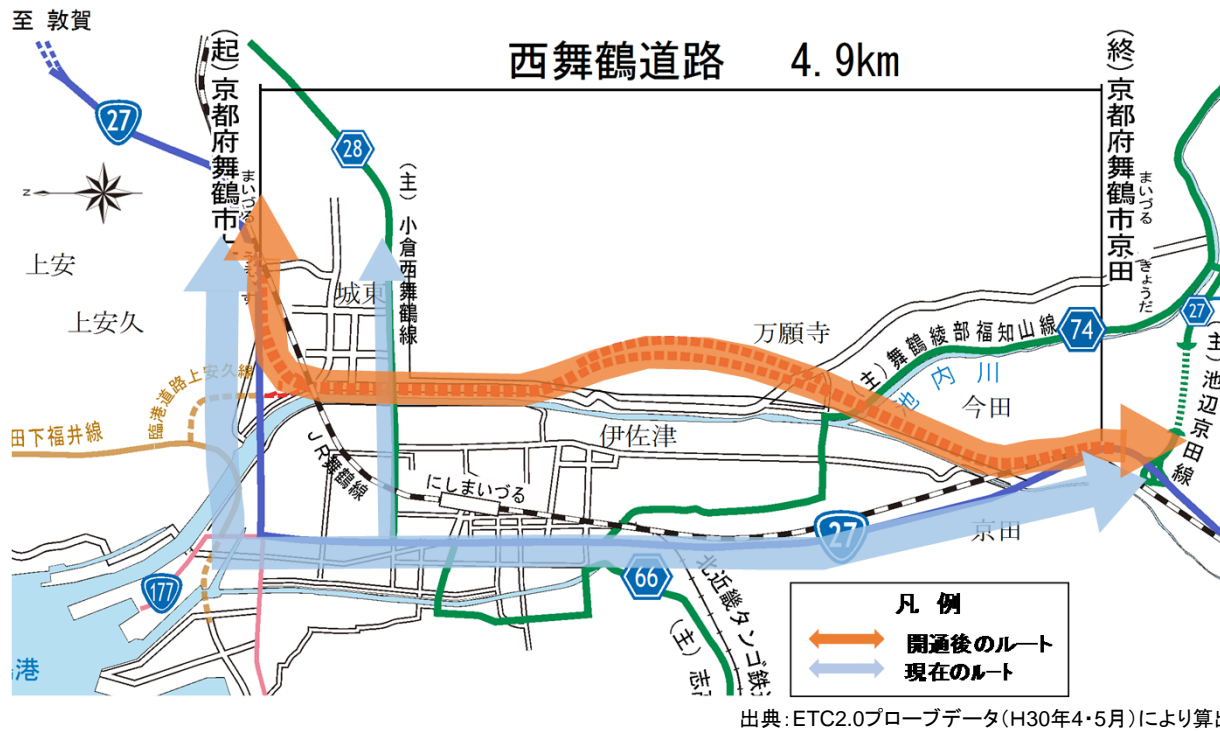 至 敦賀
西舞鶴道路 4.9km
(起)京都府舞鶴市
まいづる
(終)京都府舞鶴市京田
まいづる
きょうだ
27
28
(主)小倉西舞鶴線
N
上安
上安久
城東
万願寺
(主)舞鶴綾部福知山線
74
27
(主)池辺京田線
池内川
今田
臨港道路上安久線
田下福井線
JR舞鶴線
伊佐津
にしまいづる
27
京田
177
66
北近畿タンゴ鉄
(主)志
港
凡 例
開通後のルート
現在のルート
出典:ETC2.0プローブデータ(H30年4・5月)により算出